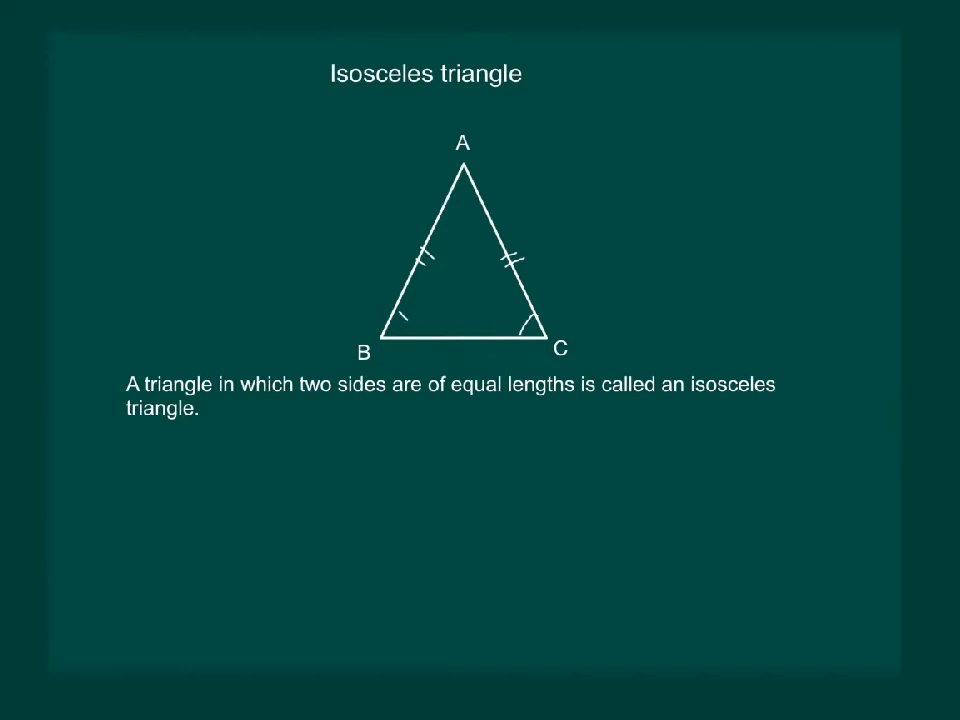 Isosceles triangle
A
B
C
A triangle in which two sides are of equal lengths is called an isosceles
triangle.